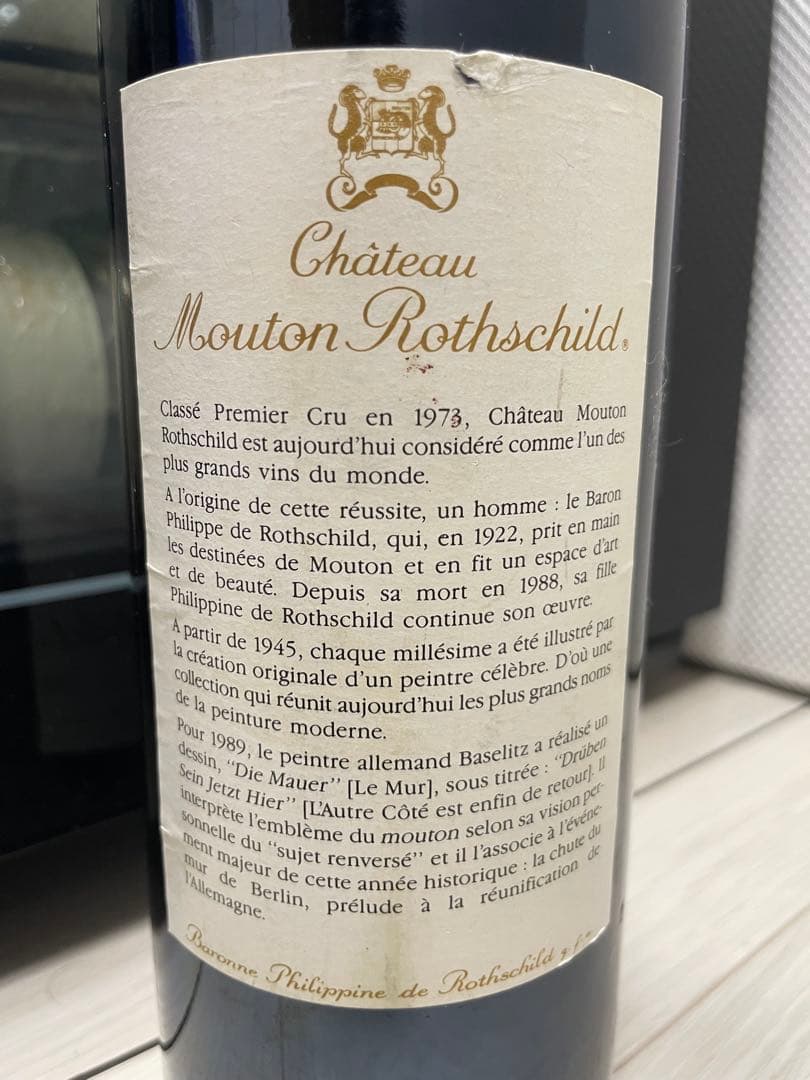 Château
Mouton Rothschild®
Classé Premier Cru en 1973, Château Mouton
Rothschild est aujourd'hui considéré comme l'un des
plus grands vins du monde.
A l'origine de cette réussite, un homme : le Baron
Philippe de Rothschild, qui, en 1922, prit en main
les destinées de Mouton et en fit un espace d'art
et de beauté. Depuis sa mort en 1988, sa fille
Philippine de Rothschild continue son œuvre.
A partir de 1945, chaque millésime a été illustré par
la création originale d'un peintre célèbre. D'où une
collection qui réunit aujourd'hui les plus grands noms
de la peinture moderne.
Pour 1989, le peintre allemand Baselitz a réalisé un
dessin, "Die Mauer" [Le Mur], sous titrée : "Drüben
Sein Jetzt Hier" [L'Autre Côté est enfin de retour]. Il
interprète l'emblème du mouton selon sa vision per-
sonnelle du "sujet renversé" et il l'associe à l'événe-
ment majeur de cette année historique : la chute du
mur de Berlin, prélude à la réunification de
l'Allemagne.
Baronne Philippine de Rothschild g.f.a.